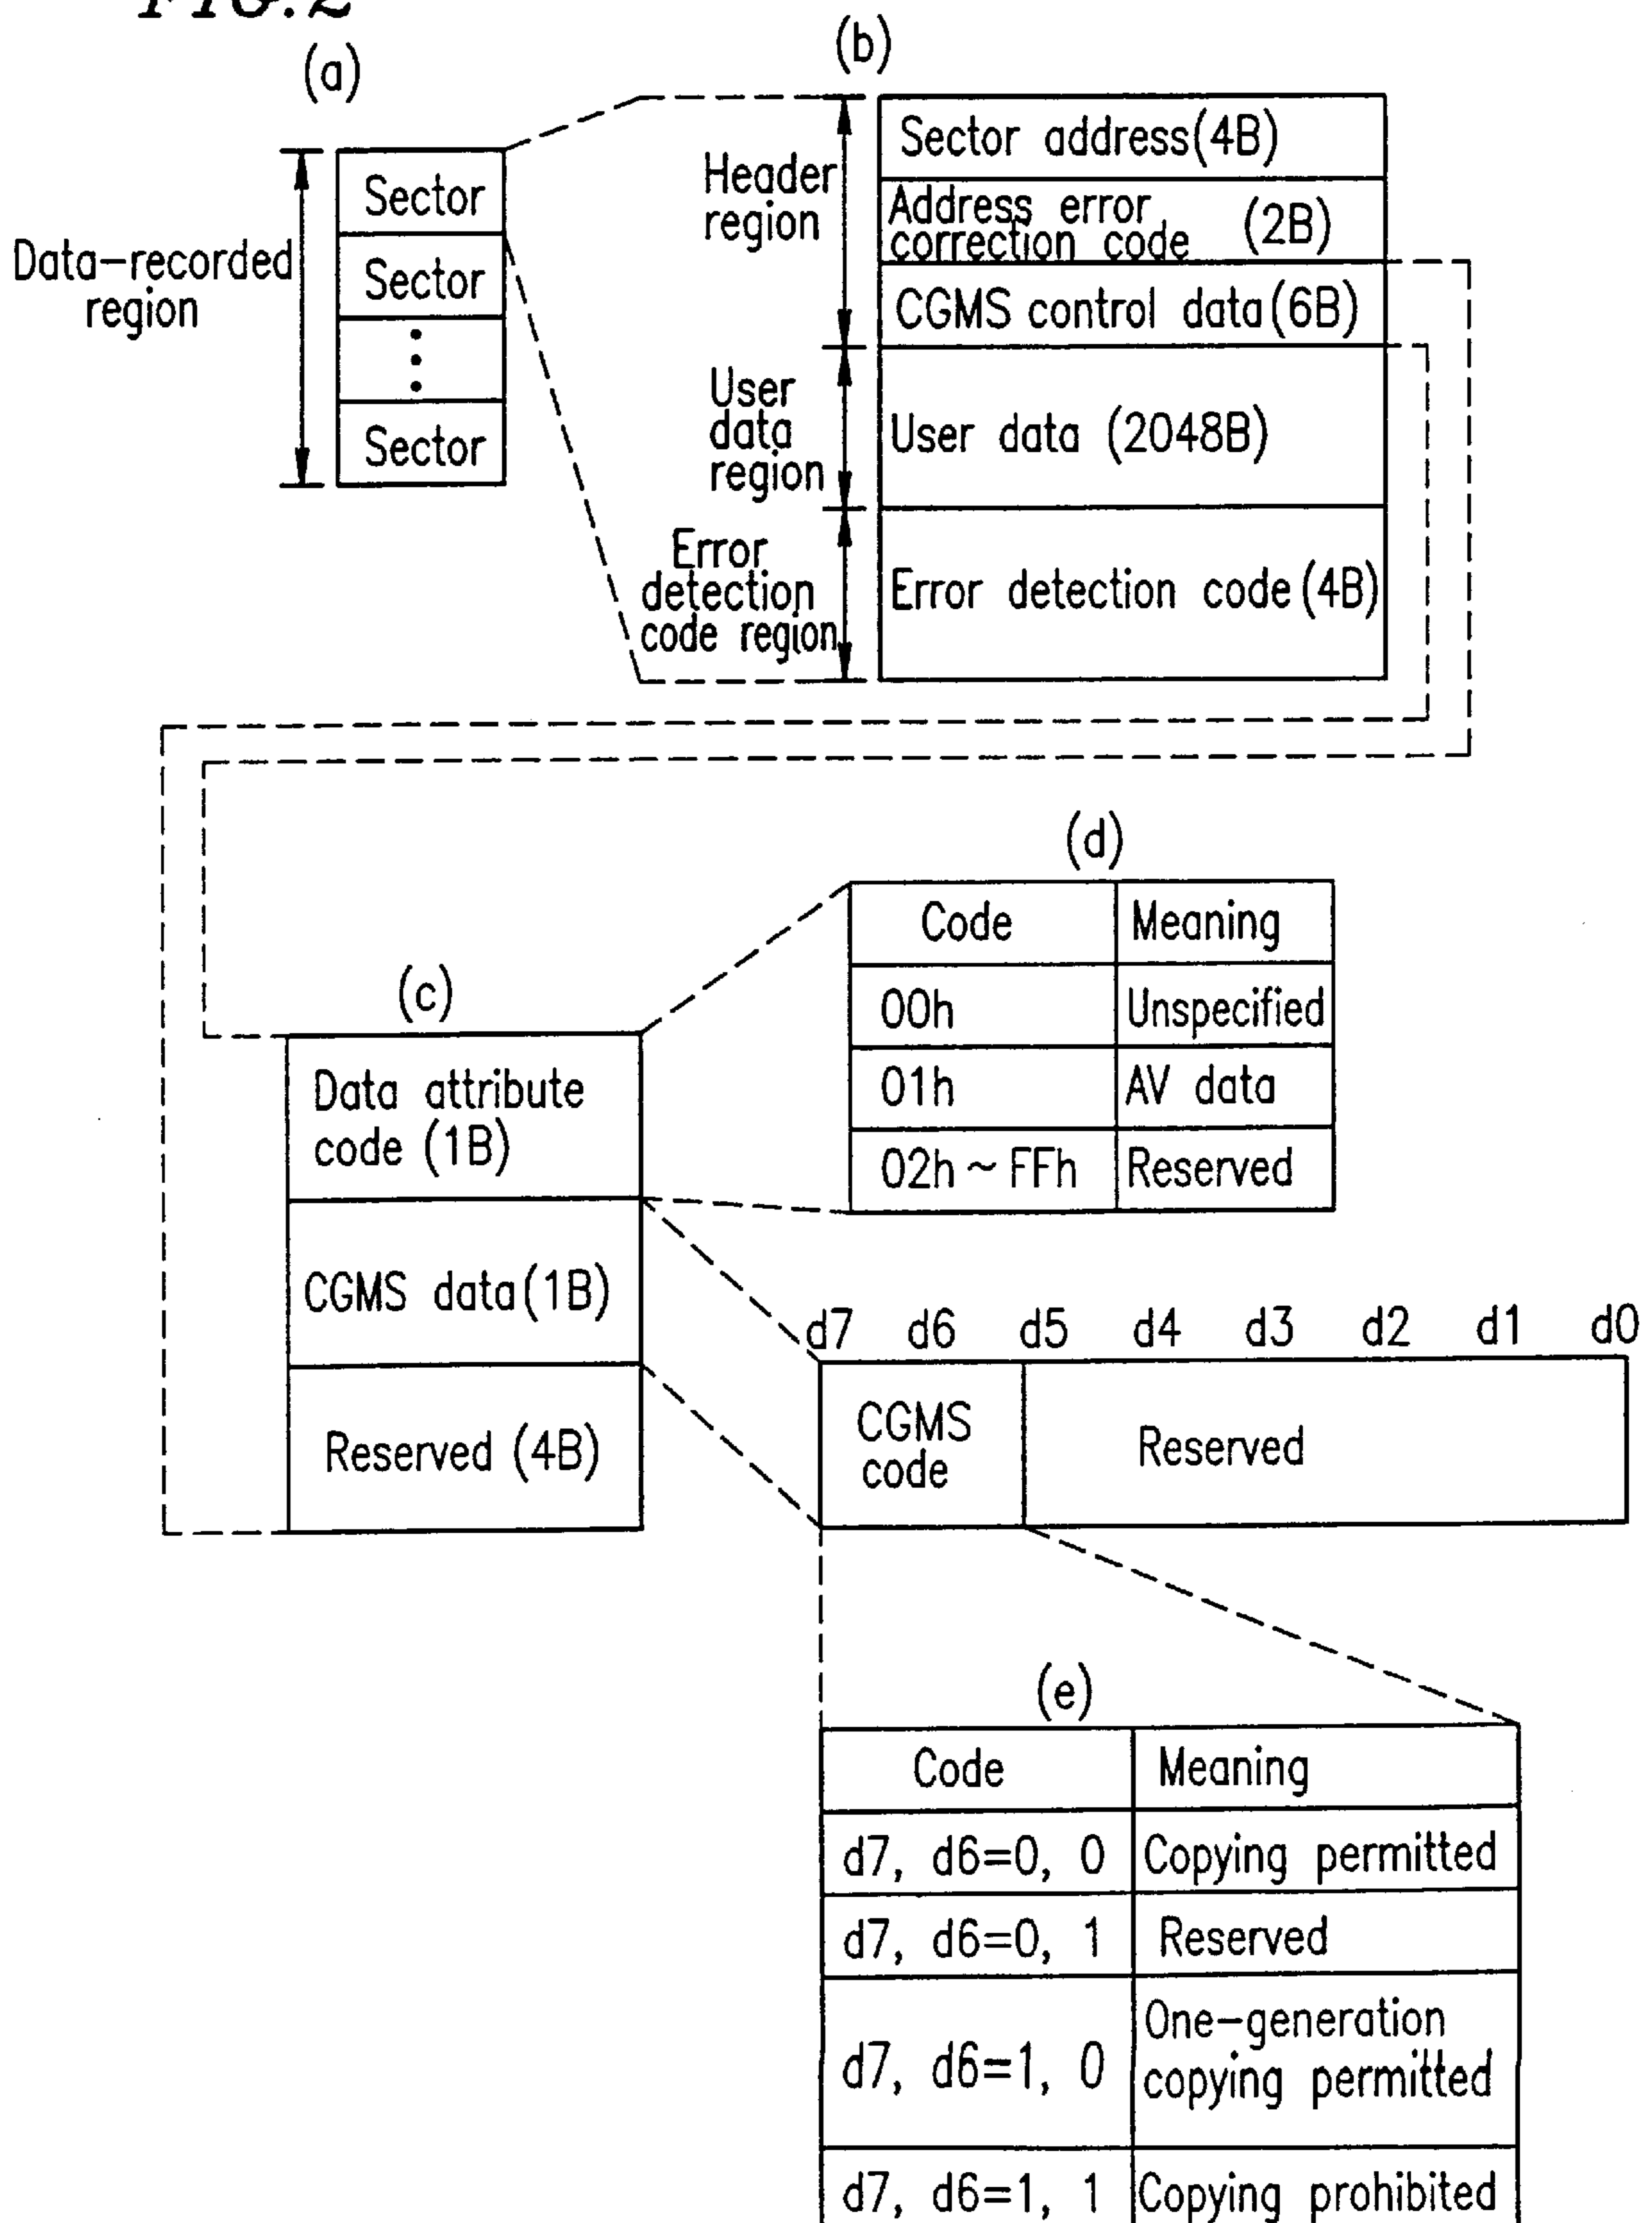 FIG. 2
(a)
Data-recorded
region
Sector
Sector
Sector
(b)
Header
region
User
data
region
Error
detection
code region
Sector address(4B)
Address error
correction code (2B)
CGMS control data(6B)
User data (2048B)
Error detection code(4B)
(c)
Data attribute
code (1B)
CGMS data(1B)
Reserved (4B)
(d)
Code Meaning
00h Unspecified
01h AV data
02h ~ FFh Reserved
d7 d6 d5 d4 d3 d2 d1 d0
CGMS
code
Reserved
(e)
Code Meaning
d7, d6=0, 0 Copying permitted
d7, d6=0, 1 Reserved
d7, d6=1, 0 One-generation
copying permitted
d7, d6=1, 1 Copying prohibited